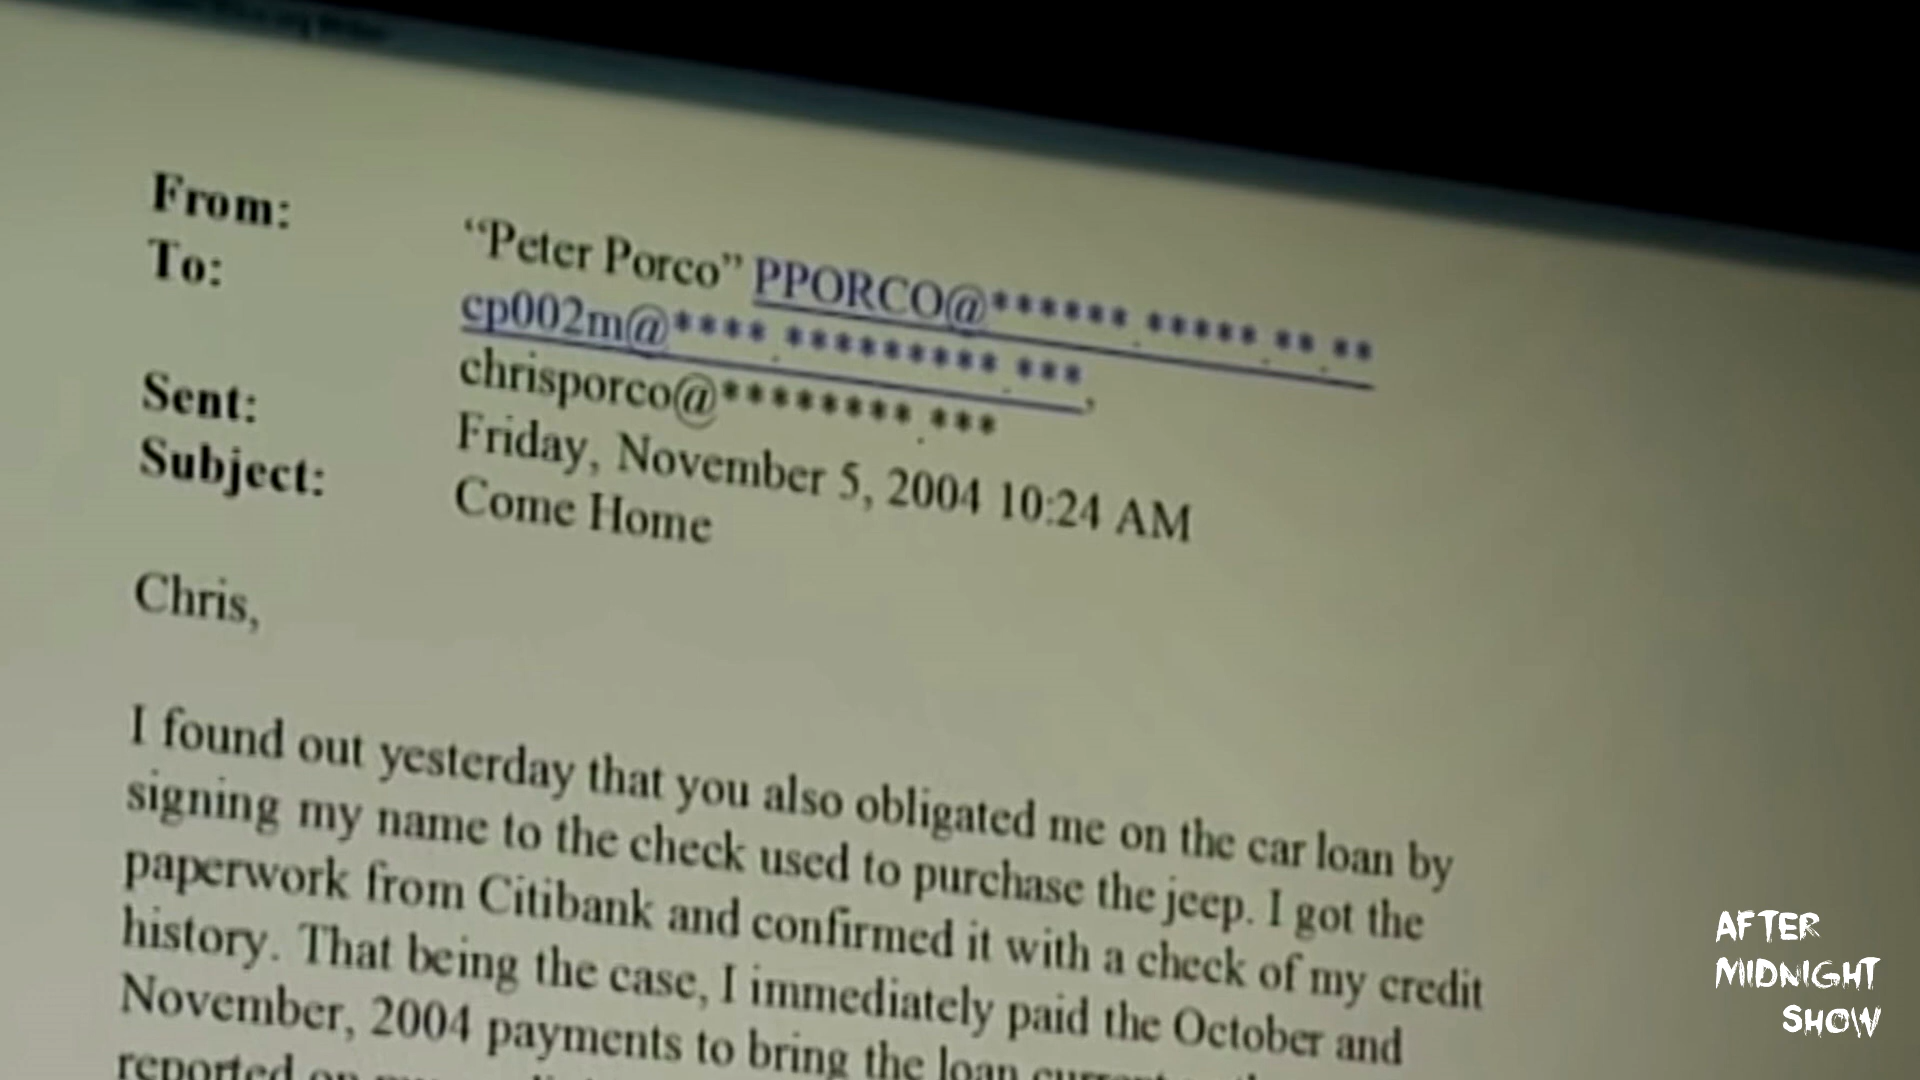 From: "Peter Porco" PPORCO@******.*****.**.**
To: cp002m@****.*********.***,
chrisporco@********.***
Sent: Friday, November 5, 2004 10:24 AM
Subject: Come Home
Chris,
I found out yesterday that you also obligated me on the car loan by
signing my name to the check used to purchase the jeep. I got the
paperwork from Citibank and confirmed it with a check of my credit
history. That being the case, I immediately paid the October and
November, 2004 payments to bring the loan
reported on
AFTER
MIDNIGHT
SHOW